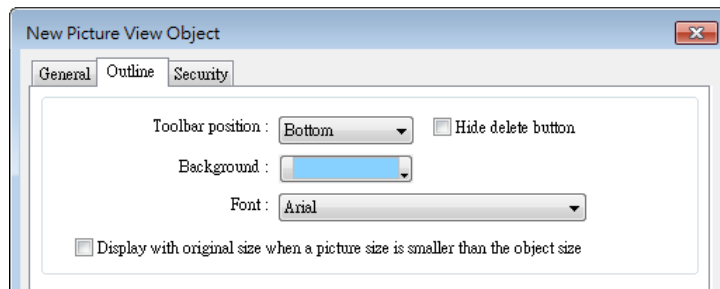 New Picture View Object
General Outline Security
Toolbar position : Bottom Hide delete button
Background :
Font : Arial
Display with original size when a picture size is smaller than the object size